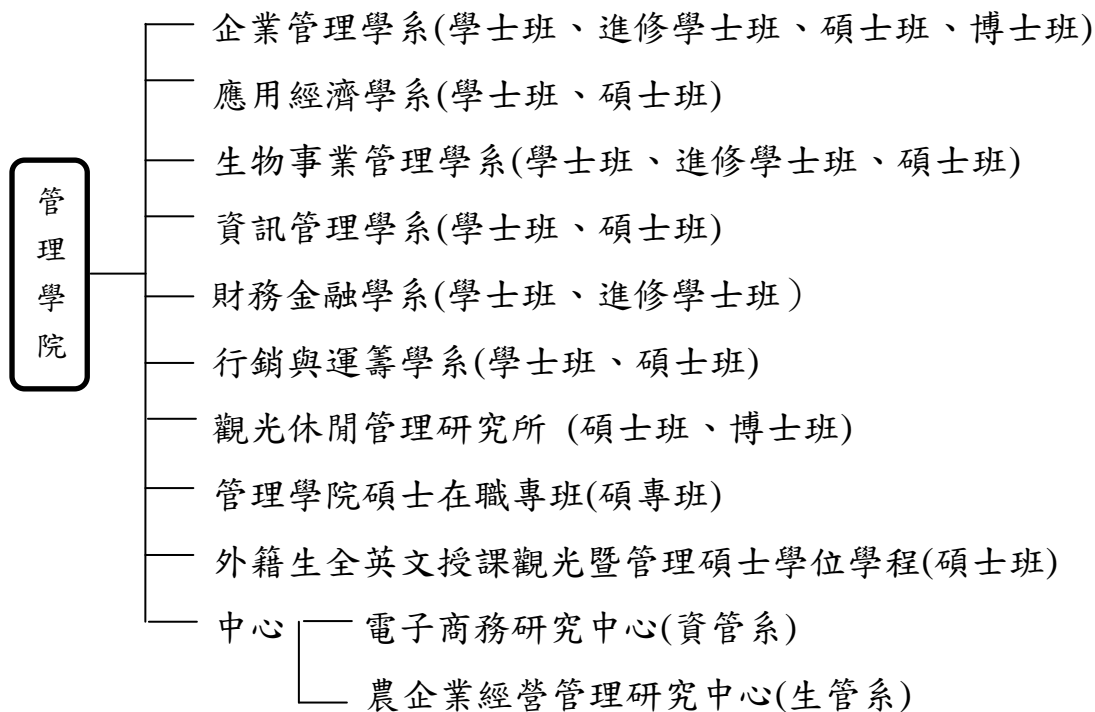 管理學院
企業管理學系(學士班、進修學士班、碩士班、博士班)
應用經濟學系(學士班、碩士班)
生物事業管理學系(學士班、進修學士班、碩士班)
資訊管理學系(學士班、碩士班)
財務金融學系(學士班、進修學士班）
行銷與運籌學系(學士班、碩士班)
觀光休閒管理研究所 (碩士班、博士班)
管理學院碩士在職專班(碩專班)
外籍生全英文授課觀光暨管理碩士學位學程(碩士班)
中心
電子商務研究中心(資管系)
農企業經營管理研究中心(生管系)